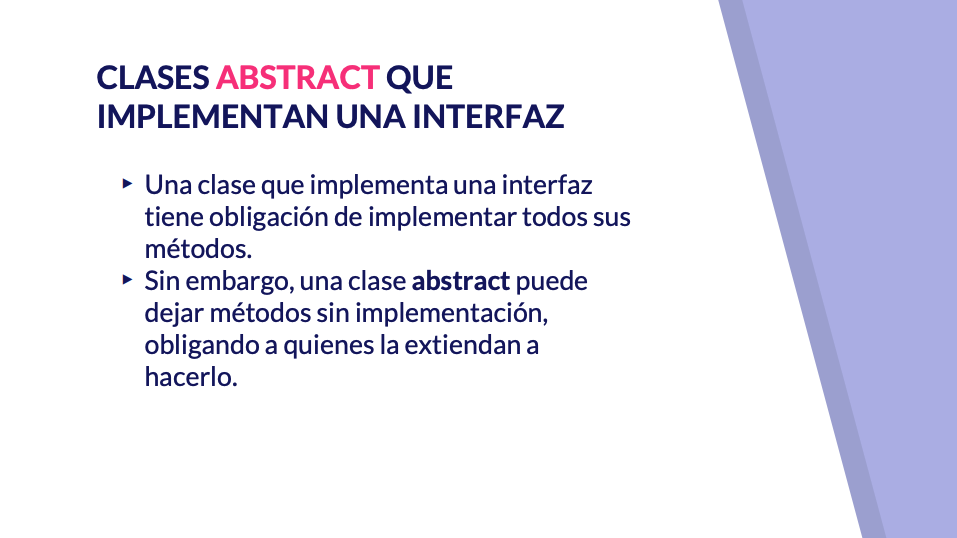 CLASES ABSTRACT QUE
IMPLEMENTAN UNA INTERFAZ
▸ Una clase que implementa una interfaz
tiene obligación de implementar todos sus
métodos.
▸ Sin embargo, una clase abstract puede
dejar métodos sin implementación,
obligando a quienes la extiendan a
hacerlo.